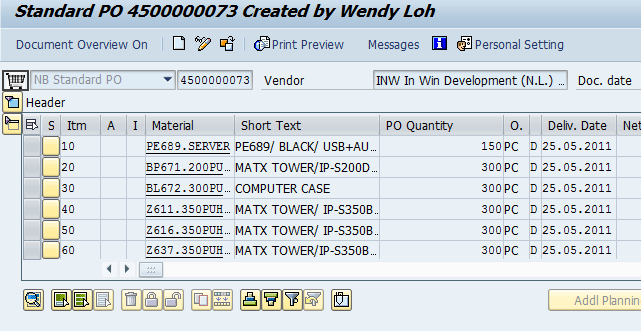 Standard PO 4500000073 Created by Wendy Loh
Document Overview On Print Preview Messages Personal Setting
NB Standard PO 4500000073 Vendor INW In Win Development (N.L.) ... Doc. date
Header
S Itm A I Material Short Text PO Quantity O. D Deliv. Date Net
10 PE689.SERVER PE689/ BLACK/ USB+AU... 150 PC D 25.05.2011
20 BP671.200PU... MATX TOWER/IP-S200D... 300 PC D 25.05.2011
30 BL672.300PU... COMPUTER CASE 300 PC D 25.05.2011
40 Z611.350PUH... MATX TOWER/ IP-S350B... 300 PC D 25.05.2011
50 Z616.350PUH... MATX TOWER/ IP-S350B... 300 PC D 25.05.2011
60 Z637.350PUH... MATX TOWER/ IP-S350B... 300 PC D 25.05.2011
Addl Plannin